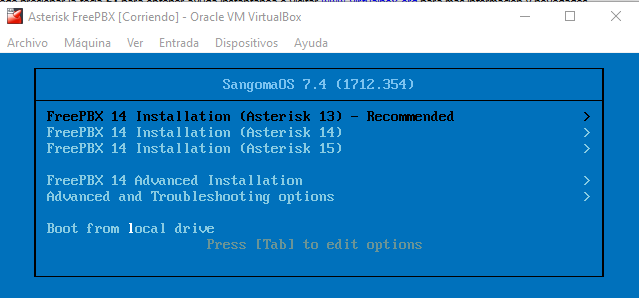 Asterisk FreePBX [Corriendo] - Oracle VM VirtualBox
Archivo Máquina Ver Entrada Dispositivos Ayuda
SangomaOS 7.4 (1712.354)
FreePBX 14 Installation (Asterisk 13) - Recommended >
FreePBX 14 Installation (Asterisk 14) >
FreePBX 14 Installation (Asterisk 15) >
FreePBX 14 Advanced Installation >
Advanced and Troubleshooting options >
Boot from local drive
Press [Tab] to edit options